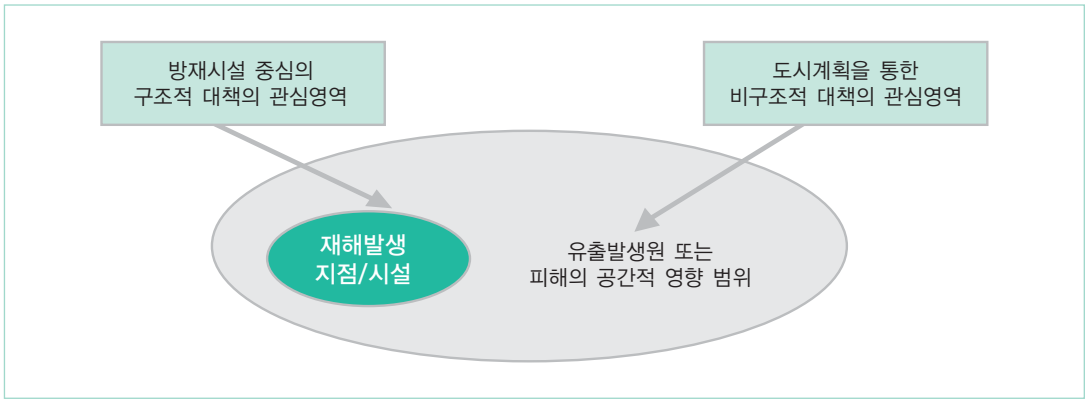 방재시설 중심의
구조적 대책의 관심영역
도시계획을 통한
비구조적 대책의 관심영역
재해발생
지점/시설
유출발생원 또는
피해의 공간적 영향 범위